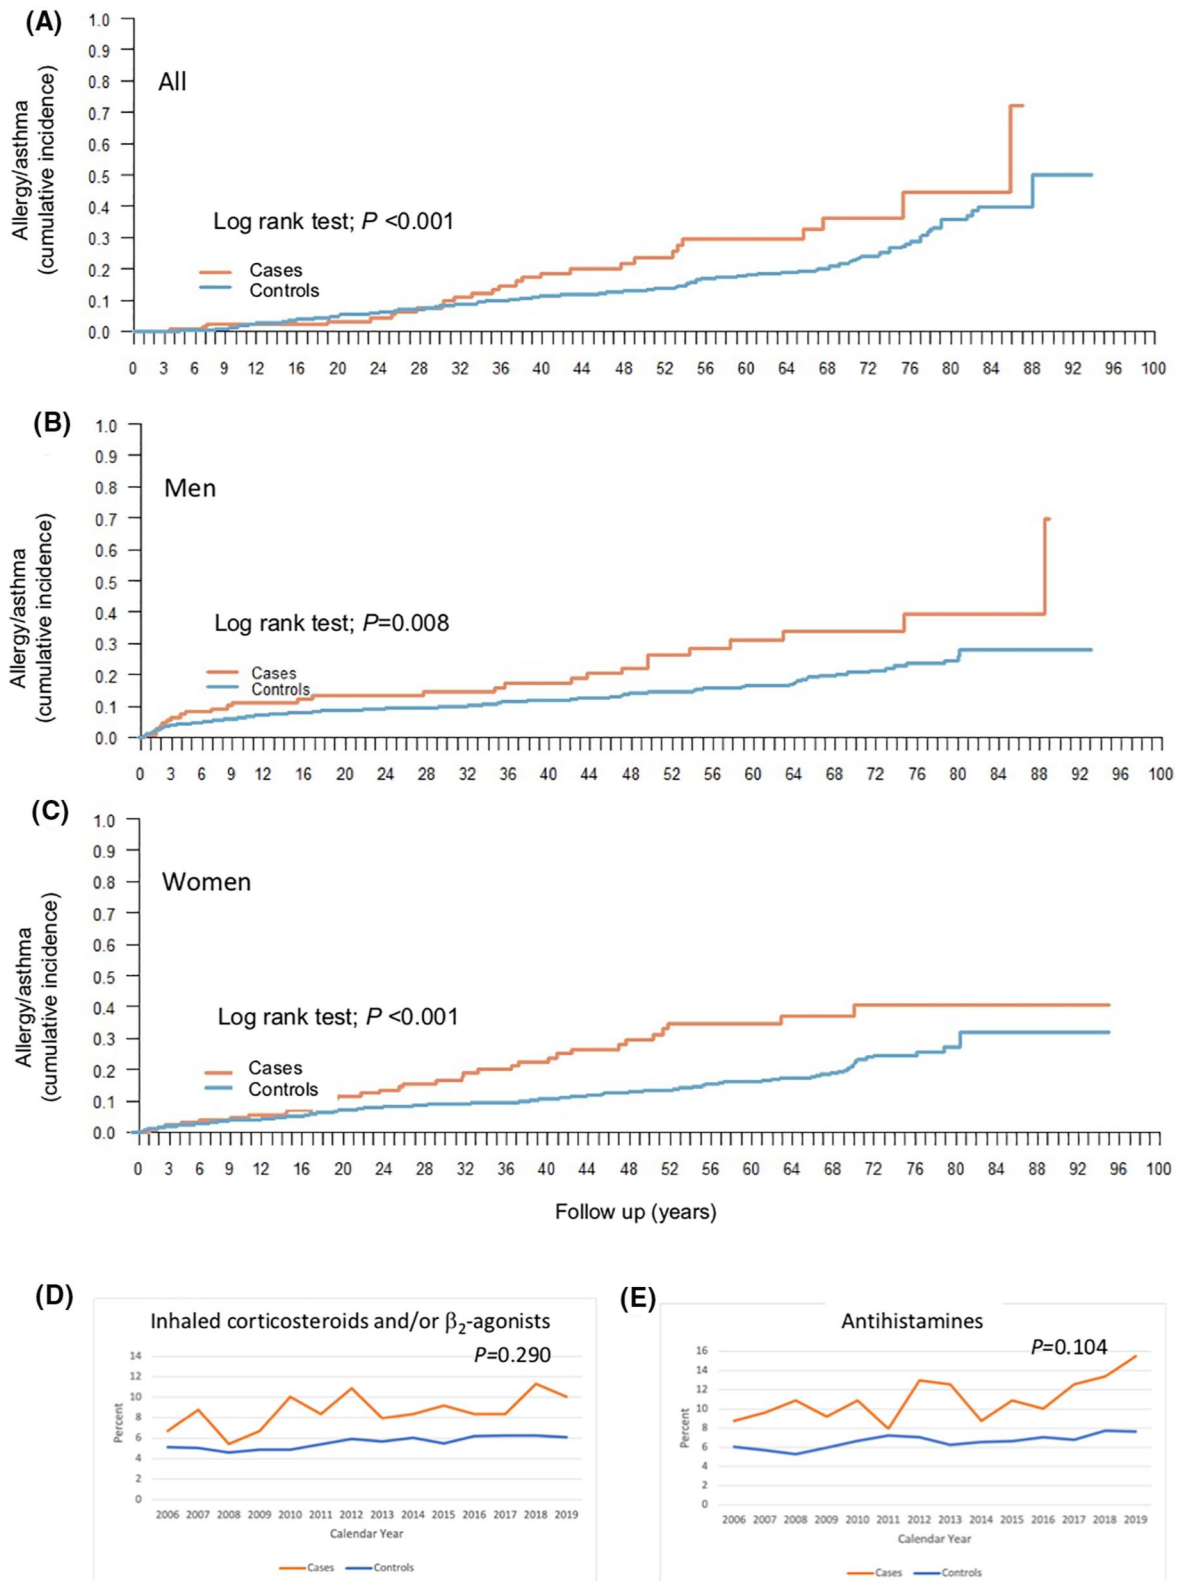 (A)
Allergy/asthma
(cumulative incidence)
1.0
0.9
0.8
0.7
0.6
0.5
0.4
0.3
0.2
0.1
0.0
All
Log rank test; P <0.001
Cases
Controls
0 3 6 9 12 16 20 24 28 32 36 40 44 48 52 56 60 64 68 72 76 80 84 88 92 96 100
(B)
Allergy/asthma
(cumulative incidence)
1.0
0.9
0.8
0.7
0.6
0.5
0.4
0.3
0.2
0.1
0.0
Men
Log rank test; P=0.008
Cases
Controls
0 3 6 9 12 16 20 24 28 32 36 40 44 48 52 56 60 64 68 72 76 80 84 88 92 96 100
(C)
Allergy/asthma
(cumulative incidence)
1.0
0.9
0.8
0.7
0.6
0.5
0.4
0.3
0.2
0.1
0.0
Women
Log rank test; P <0.001
Cases
Controls
0 3 6 9 12 16 20 24 28 32 36 40 44 48 52 56 60 64 68 72 76 80 84 88 92 96 100
Follow up (years)
(D)
Inhaled corticosteroids and/or β2-agonists
P=0.290
Percent
14
12
10
8
6
4
2
0
2006 2007 2008 2009 2010 2011 2012 2013 2014 2015 2016 2017 2018 2019
Calendar Year
Cases Controls
(E)
Antihistamines
P=0.104
Percent
16
14
12
10
8
6
4
2
0
2006 2007 2008 2009 2010 2011 2012 2013 2014 2015 2016 2017 2018 2019
Calendar Year
Cases Controls